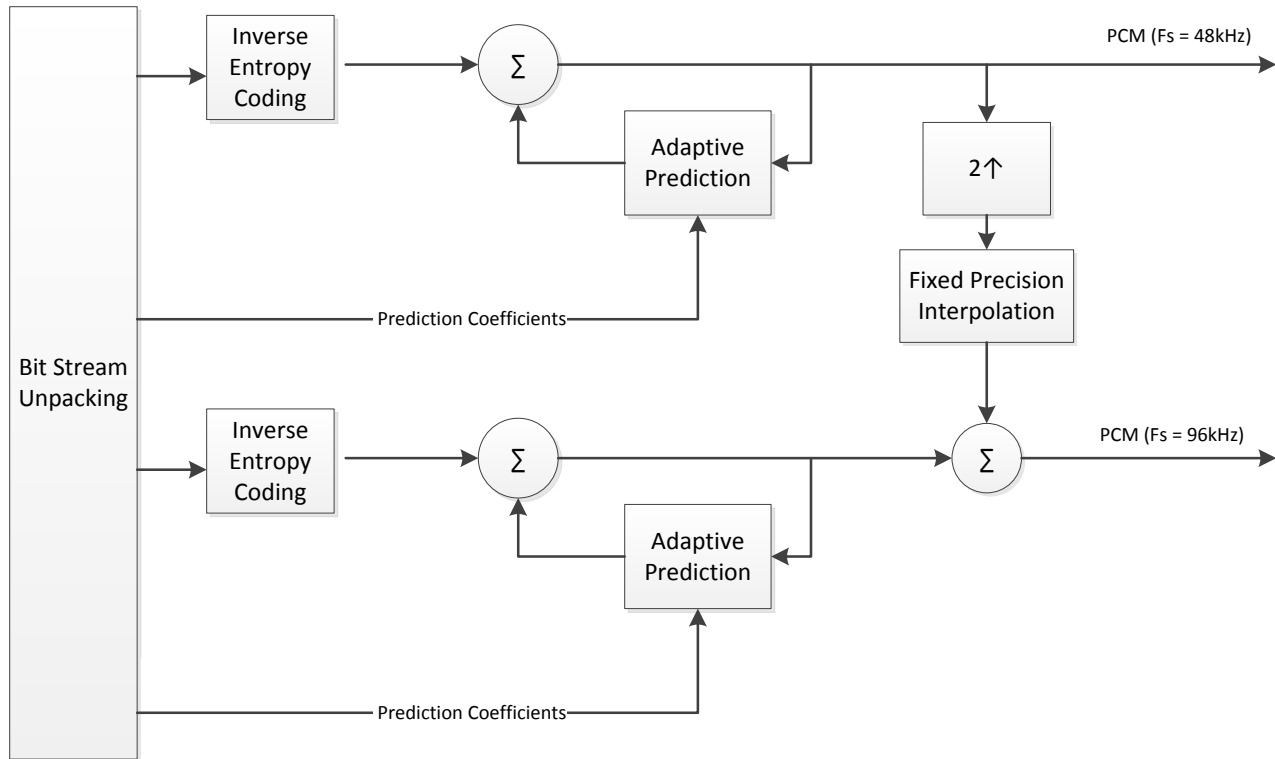 Bit Stream
Unpacking
Inverse
Entropy
Coding
Σ
PCM (Fs = 48kHz)
Adaptive
Prediction
2↑
Fixed Precision
Interpolation
Prediction Coefficients
Inverse
Entropy
Coding
Σ
Σ
PCM (Fs = 96kHz)
Adaptive
Prediction
Prediction Coefficients